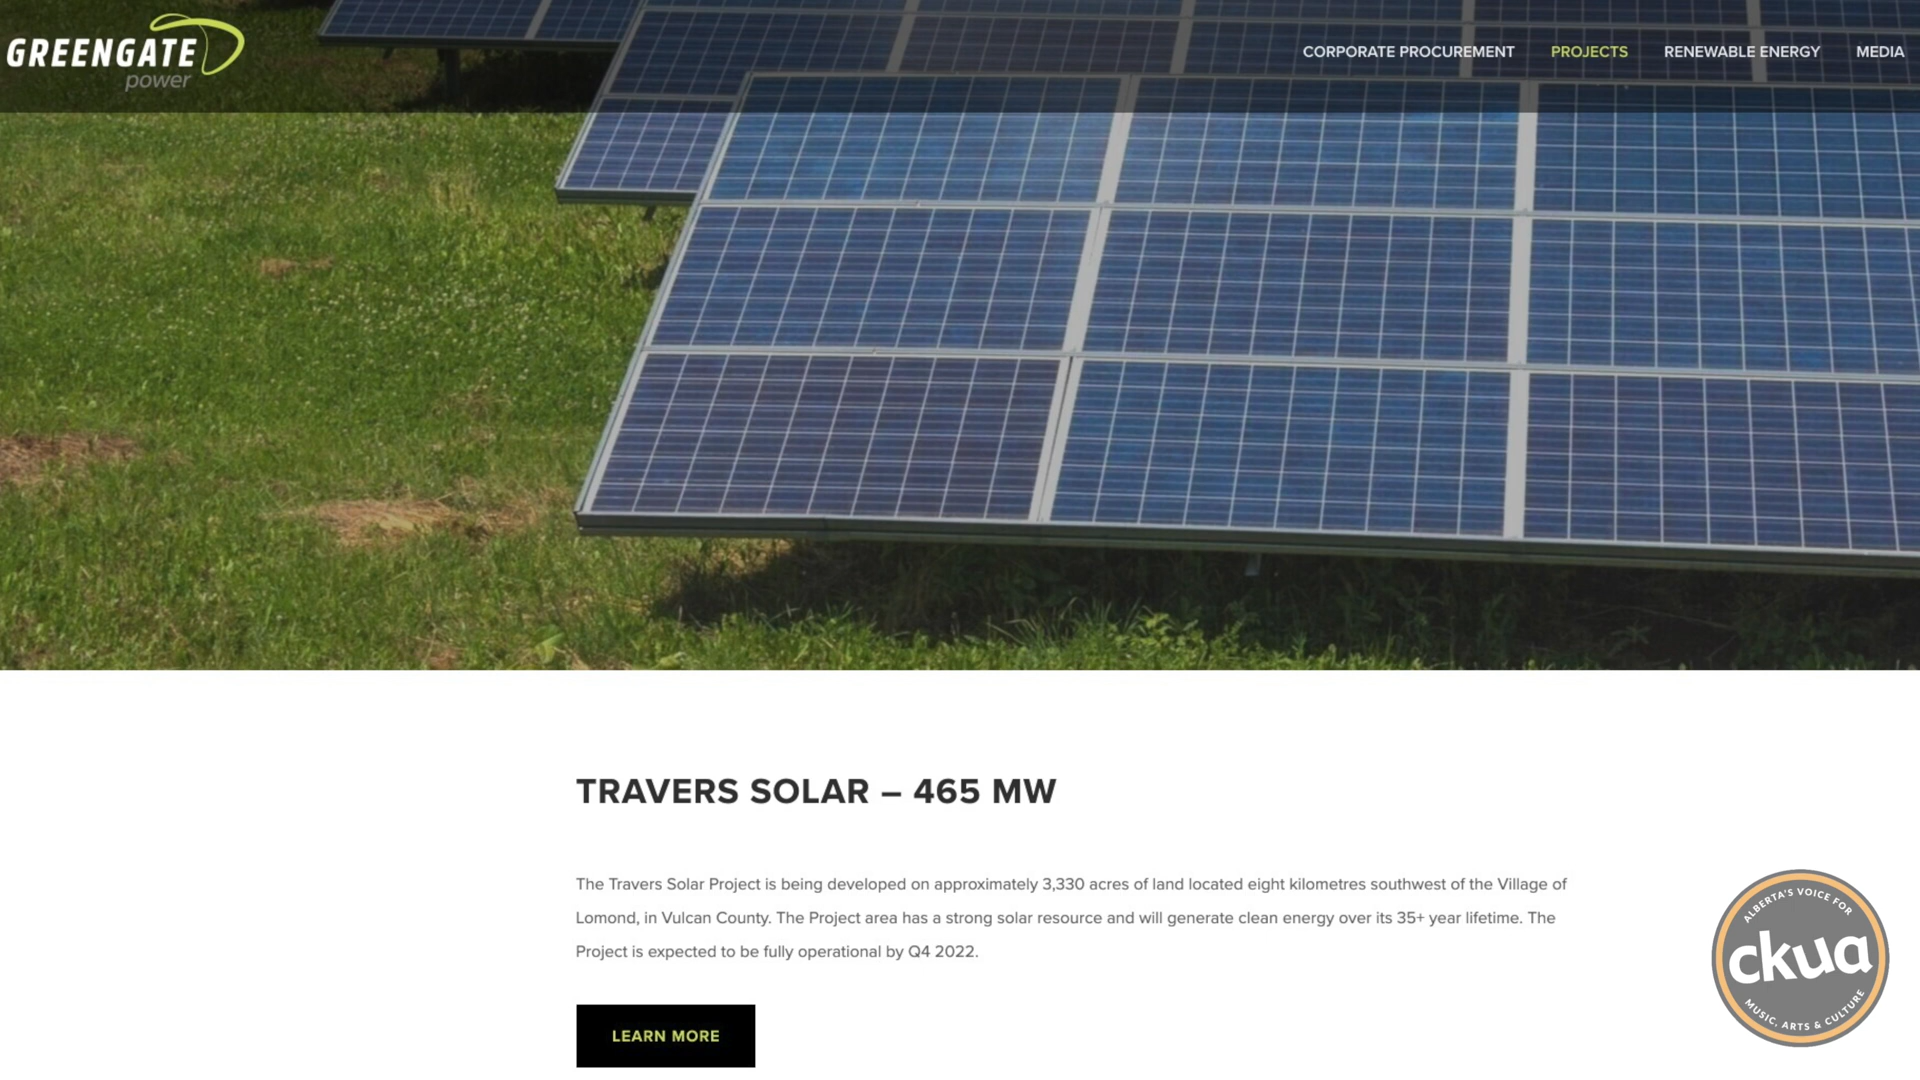 GREENGATE
power
CORPORATE PROCUREMENT
PROJECTS
RENEWABLE ENERGY
MEDIA
TRAVERS SOLAR – 465 MW
The Travers Solar Project is being developed on approximately 3,330 acres of land located eight kilometres southwest of the Village of
Lomond, in Vulcan County. The Project area has a strong solar resource and will generate clean energy over its 35+ year lifetime. The
Project is expected to be fully operational by Q4 2022.
LEARN MORE
ALBERTA'S VOICE FOR
ckua
MUSIC, ARTS & CULTURE